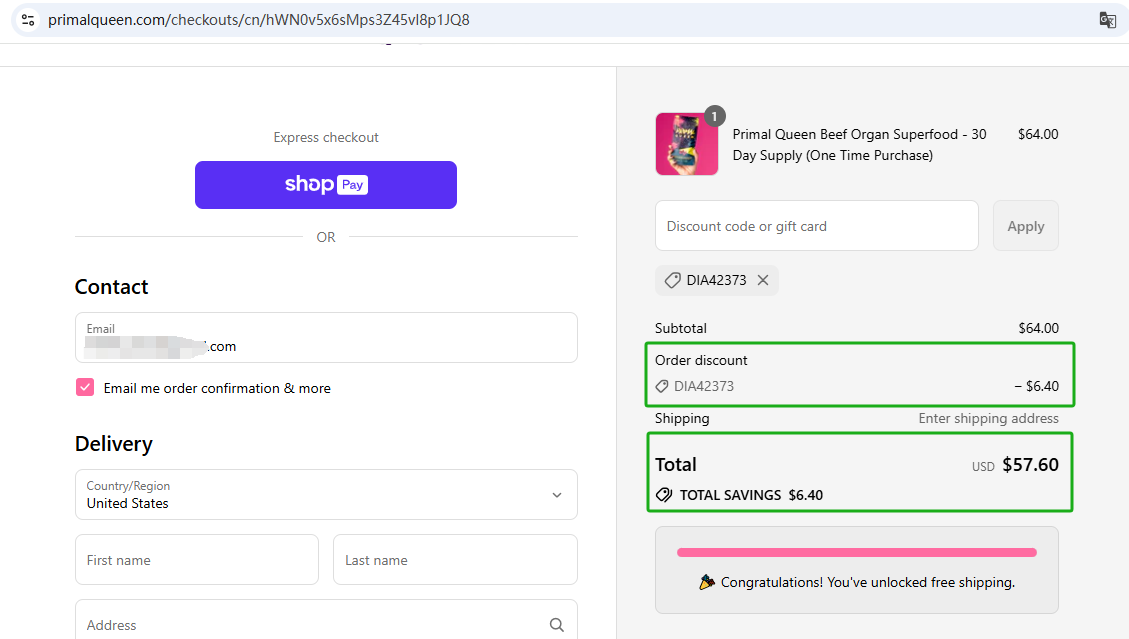 primalqueen.com/checkouts/cn/hWN0v5x6sMps3Z45vl8p1JQ8
Express checkout
shop Pay
OR
Contact
Email
.com
Email me order confirmation & more
Delivery
Country/Region
United States
First name
Last name
Address
1
Primal Queen Beef Organ Superfood - 30
Day Supply (One Time Purchase)
$64.00
Discount code or gift card
Apply
DIA42373
Subtotal
$64.00
Order discount
DIA42373
− $6.40
Shipping
Enter shipping address
Total
USD $57.60
TOTAL SAVINGS $6.40
Congratulations! You've unlocked free shipping.